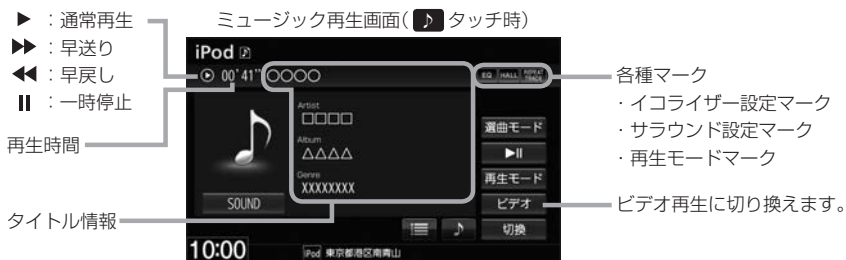 ミュージック再生画面(♪タッチ時)
▶ ：通常再生
▶▶ ：早送り
◀◀ ：早戻し
II ：一時停止
再生時間
タイトル情報
iPod ♪
00'41" ○○○○
EQ HALL REPEAT TRACK
Artist
□□□□
Album
△△△△
Genre
XXXXXXXX
SOUND
選曲モード
▶II
再生モード
ビデオ
切換
10:00
iPod 東京都港区南青山
各種マーク
・イコライザー設定マーク
・サラウンド設定マーク
・再生モードマーク
ビデオ再生に切り換えます。